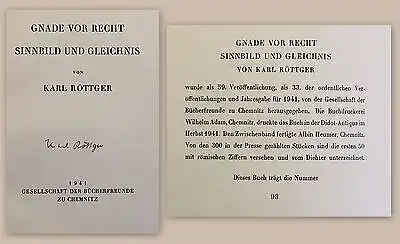 GNADE VOR RECHT
SINNBILD UND GLEICHNIS
VON
KARL RÖTTGER
Karl Röttger
1941
GESELLSCHAFT DER BÜCHERFREUNDE
ZU CHEMNITZ
GNADE VOR RECHT
SINNBILD UND GLEICHNIS
VON KARL RÖTTGER
wurde als 59. Veröffentlichung, als 33. der ordentlichen Ver-
öffentlichungen und Jahresgabe für 1941, von der Gesellschaft
der Bücherfreunde zu Chemnitz herausgegeben. Die Buchdruckerei
Wilhelm Adam, Chemnitz, druckte das Buch in der Didot-Antiqua im
Herbst 1941. Den Zwischenband fertigte Albin Heumer, Chemnitz.
Von den 300 in der Presse gezählten Stücken sind die ersten 50
mit römischen Ziffern versehen und vom Dichter unterzeichnet.
Dieses Buch trägt die Nummer
93